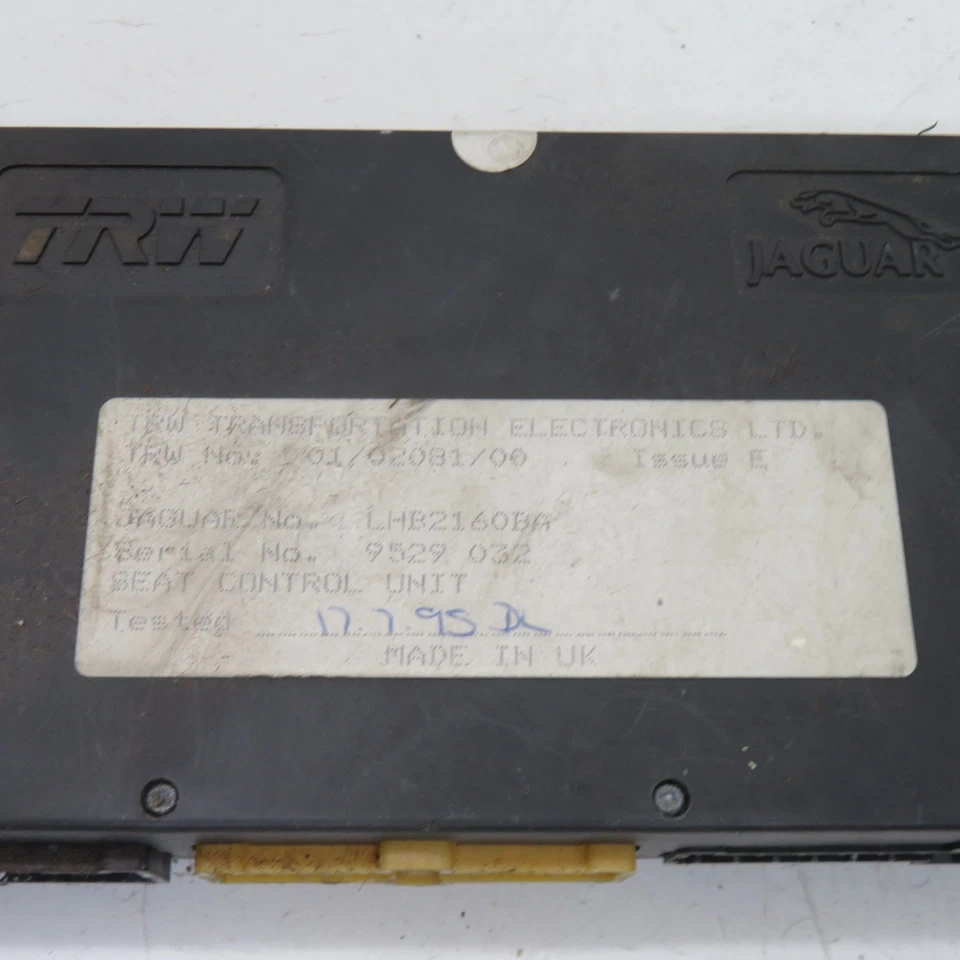 TRW
JAGUAR
TRW TRANSPORTATION ELECTRONICS LTD.
TRW No. 01/02081/00 Issue E
JAGUAR No. LHB2160BA
Serial No. 9529 032
SEAT CONTROL UNIT
Tested 17.7.95
MADE IN UK